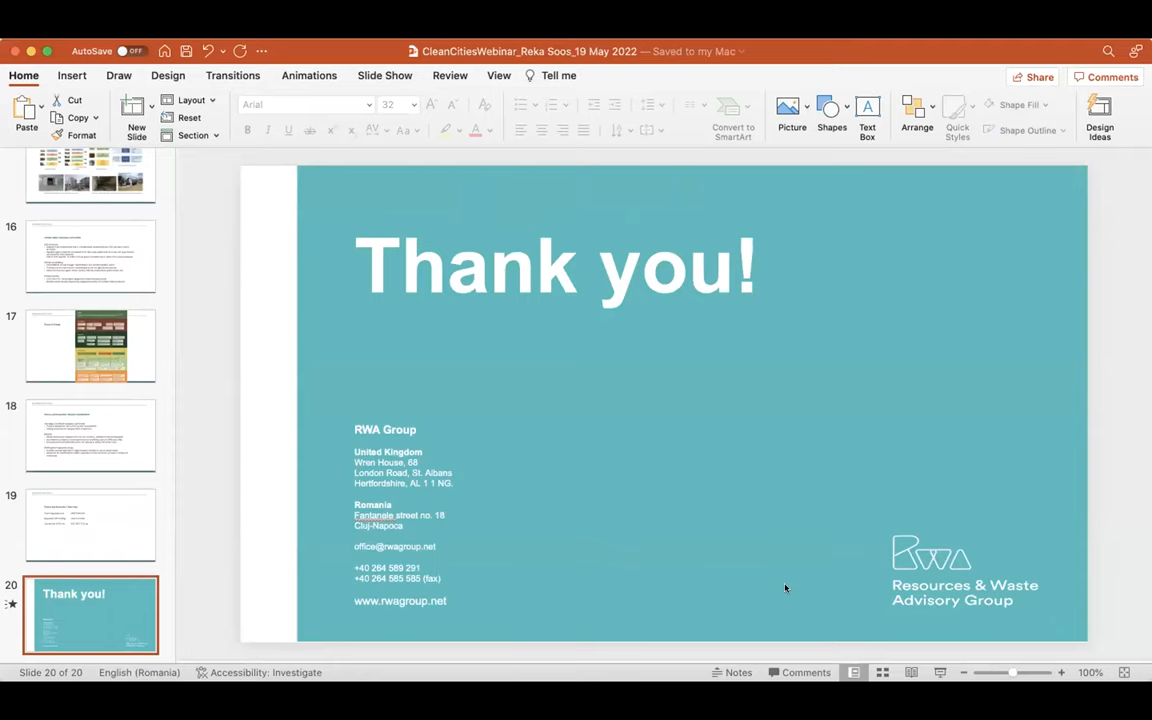 AutoSave OFF
CleanCitiesWebinar_Reka Soos_19 May 2022 — Saved to my Mac
Home Insert Draw Design Transitions Animations Slide Show Review View Tell me
Share Comments
Paste
Cut
Copy
Format
New Slide
Layout
Reset
Section
Arial 32
Convert to SmartArt
Picture
Shapes
Text Box
Arrange
Quick Styles
Shape Fill
Shape Outline
Design Ideas
16
17
18
19
20
Thank you!
Thank you!
RWA Group
United Kingdom
Wren House, 68
London Road, St. Albans
Hertfordshire, AL 1 1 NG.
Romania
Fantanele street no. 18
Cluj-Napoca
office@rwagroup.net
+40 264 589 291
+40 264 585 585 (fax)
www.rwagroup.net
RWA
Resources & Waste
Advisory Group
Slide 20 of 20 English (Romania) Accessibility: Investigate
Notes Comments 100%